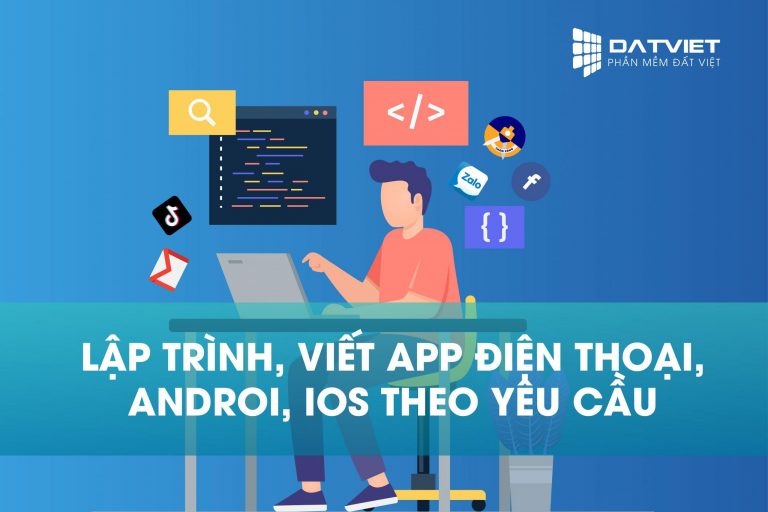 DATVIET
PHẦN MỀM ĐẤT VIỆT
</>
Zalo
f
{ }
LẬP TRÌNH, VIẾT APP ĐIỆN THOẠI,
ANDROI, IOS THEO YÊU CẦU